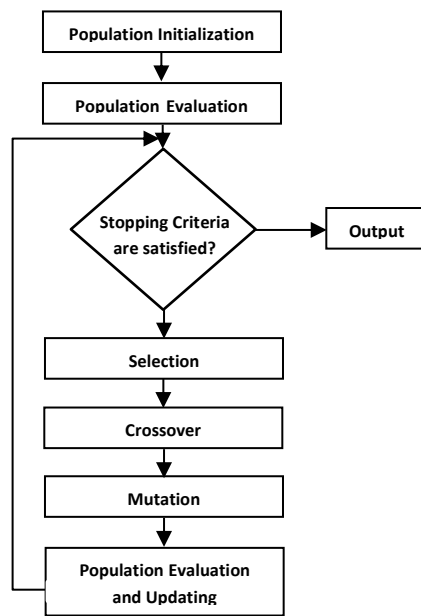 Population Initialization
Population Evaluation
Stopping Criteria
are satisfied?
Output
Selection
Crossover
Mutation
Population Evaluation
and Updating